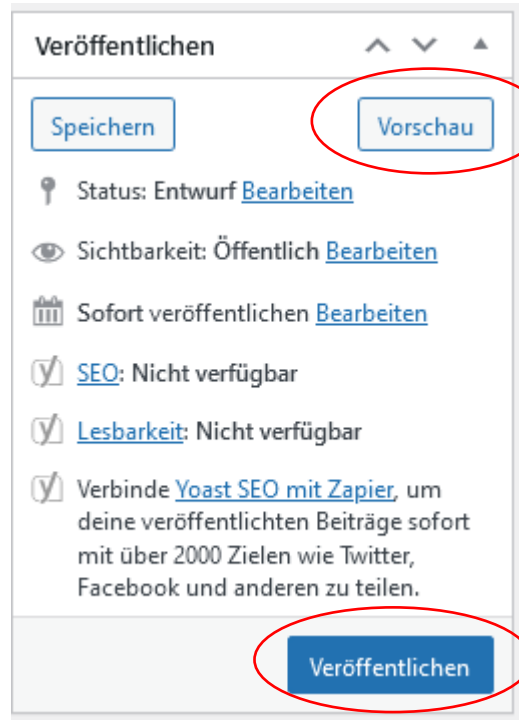 Veröffentlichen
Speichern
Vorschau
Status: Entwurf Bearbeiten
Sichtbarkeit: Öffentlich Bearbeiten
Sofort veröffentlichen Bearbeiten
SEO: Nicht verfügbar
Lesbarkeit: Nicht verfügbar
Verbinde Yoast SEO mit Zapier, um
deine veröffentlichten Beiträge sofort
mit über 2000 Zielen wie Twitter,
Facebook und anderen zu teilen.
Veröffentlichen